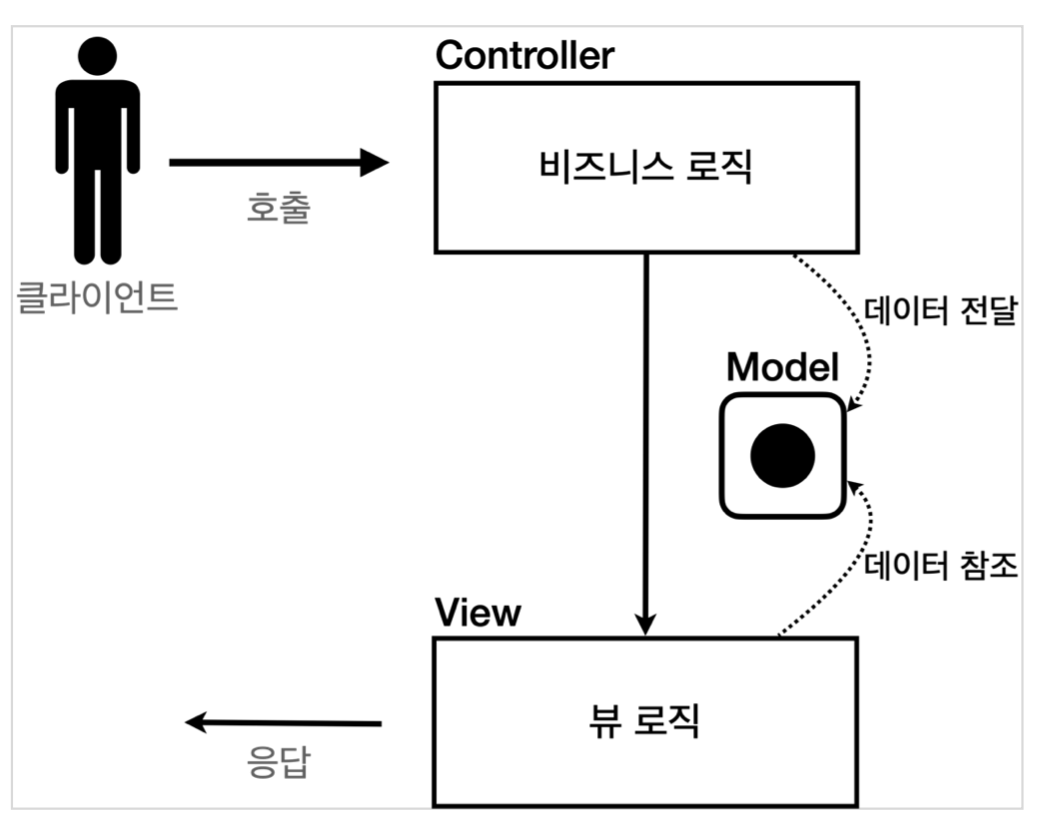 Controller
비즈니스 로직
호출
클라이언트
데이터 전달
Model
데이터 참조
View
뷰 로직
응답